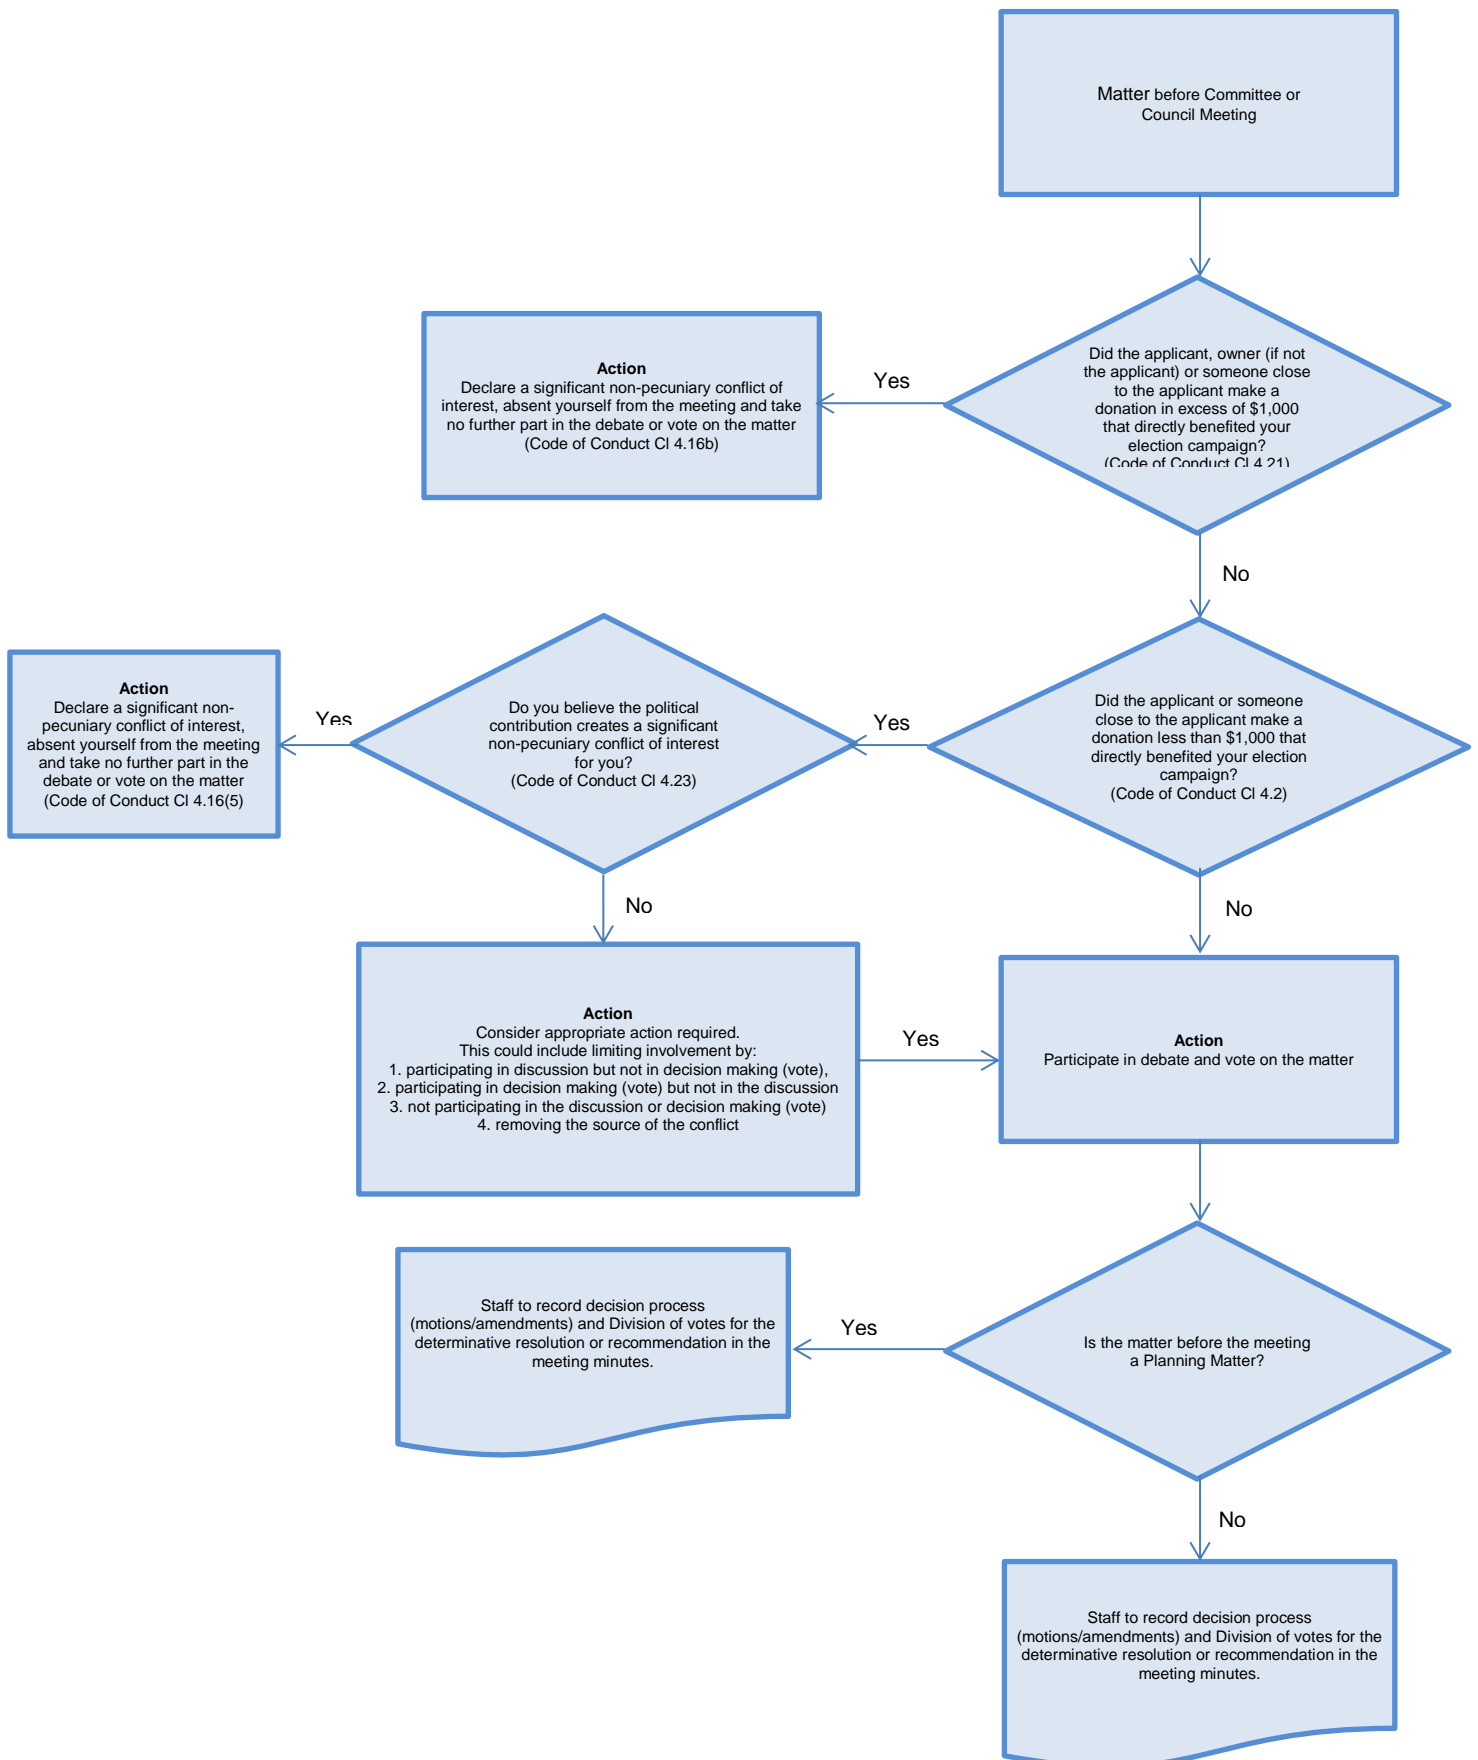 Matter before Committee or
Council Meeting
Did the applicant, owner (if not
the applicant) or someone close
to the applicant make a
donation in excess of $1,000
that directly benefited your
election campaign?
(Code of Conduct Cl 4.21)
Yes
Action
Declare a significant non-pecuniary conflict of
interest, absent yourself from the meeting and take
no further part in the debate or vote on the matter
(Code of Conduct Cl 4.16b)
No
Did the applicant or someone
close to the applicant make a
donation less than $1,000 that
directly benefited your election
campaign?
(Code of Conduct Cl 4.2)
Yes
Do you believe the political
contribution creates a significant
non-pecuniary conflict of interest
for you?
(Code of Conduct Cl 4.23)
Yes
Action
Declare a significant non-
pecuniary conflict of interest,
absent yourself from the meeting
and take no further part in the
debate or vote on the matter
(Code of Conduct Cl 4.16(5)
No
No
Action
Consider appropriate action required.
This could include limiting involvement by:
1. participating in discussion but not in decision making (vote),
2. participating in decision making (vote) but not in the discussion
3. not participating in the discussion or decision making (vote)
4. removing the source of the conflict
Yes
Action
Participate in debate and vote on the matter
Is the matter before the meeting
a Planning Matter?
Yes
Staff to record decision process
(motions/amendments) and Division of votes for the
determinative resolution or recommendation in the
meeting minutes.
No
Staff to record decision process
(motions/amendments) and Division of votes for the
determinative resolution or recommendation in the
meeting minutes.